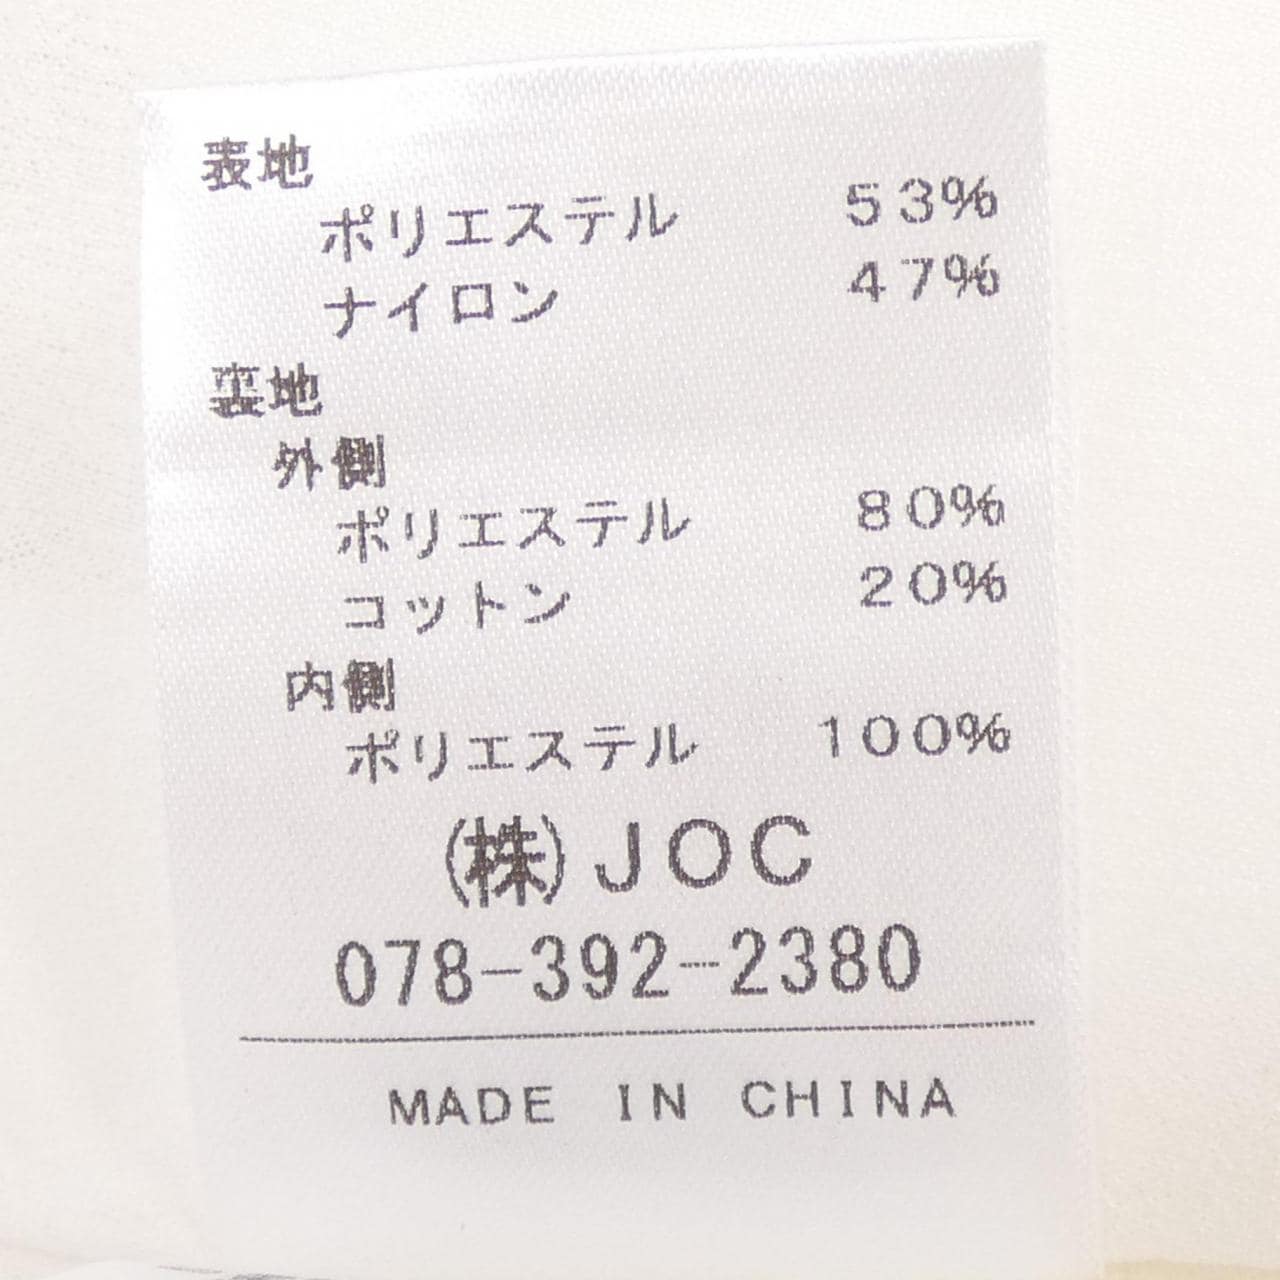 表地
ポリエステル 53%
ナイロン 47%
裏地
外側
ポリエステル 80%
コットン 20%
内側
ポリエステル 100%
(株)JOC
078-392-2380
MADE IN CHINA